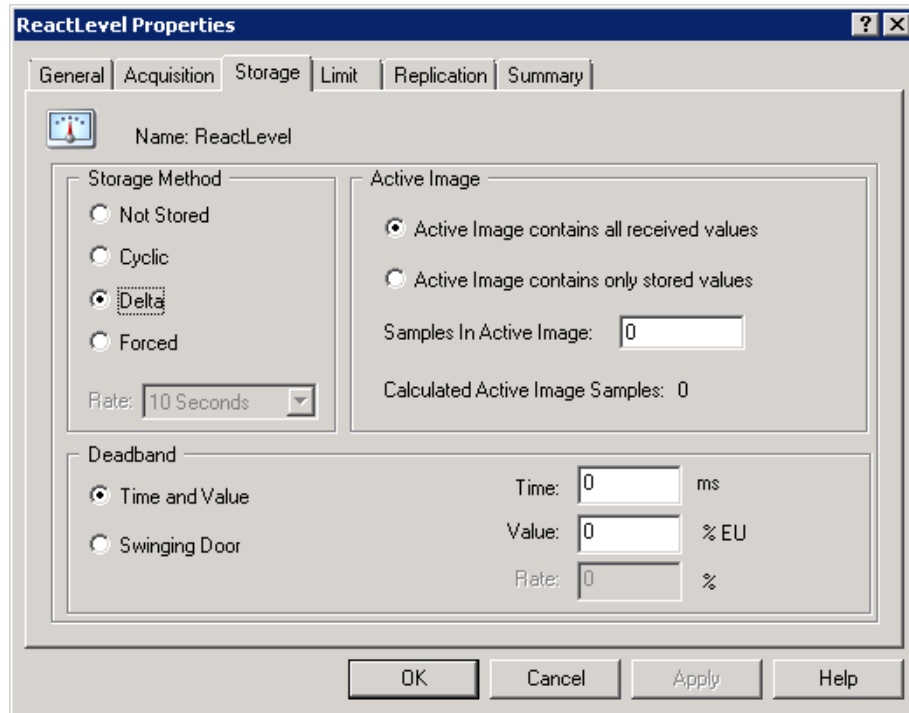 ReactLevel Properties
General Acquisition Storage Limit Replication Summary
Name: ReactLevel
Storage Method
Not Stored
Cyclic
Delta
Forced
Rate: 10 Seconds
Active Image
Active Image contains all received values
Active Image contains only stored values
Samples In Active Image: 0
Calculated Active Image Samples: 0
Deadband
Time and Value
Swinging Door
Time: 0 ms
Value: 0 % EU
Rate: 0 %
OK Cancel Apply Help